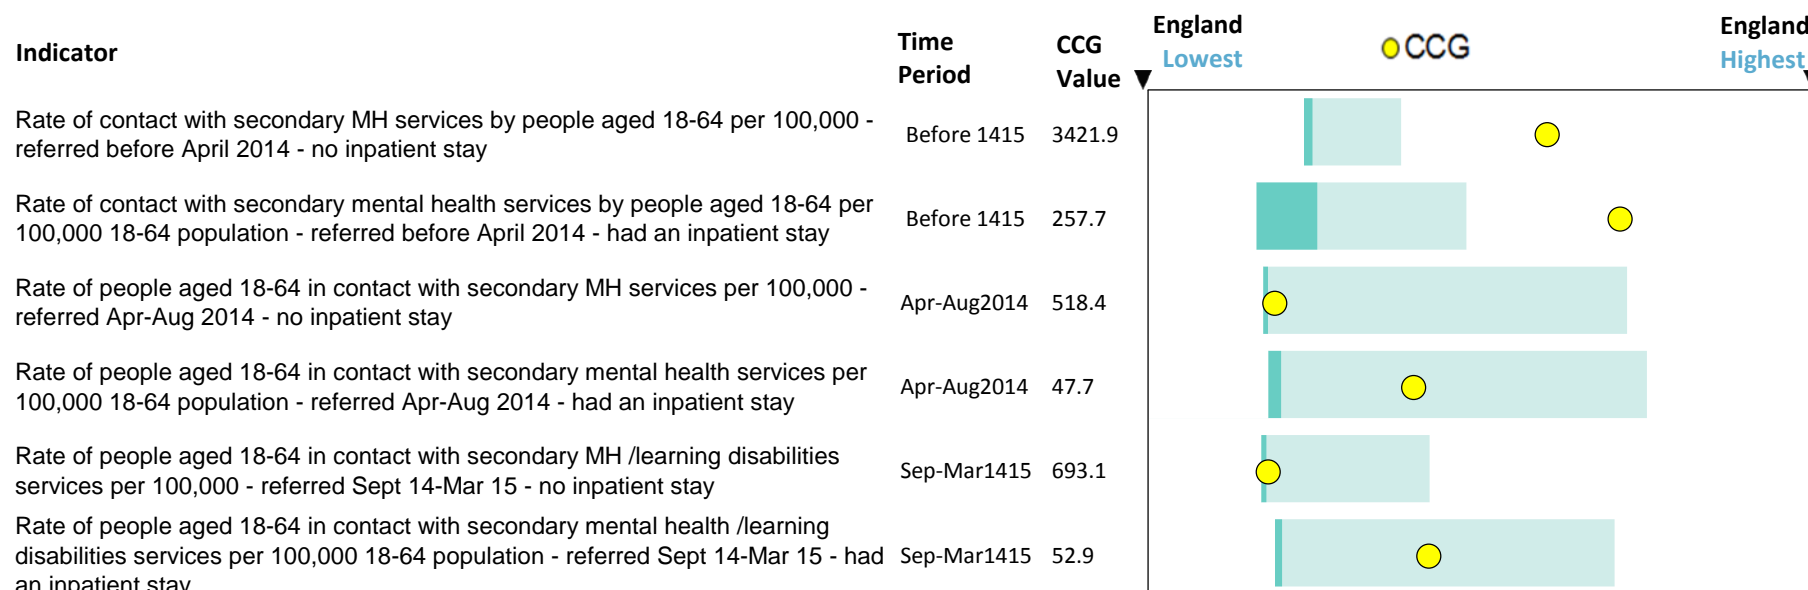 Indicator
Time Period
CCG Value
England Lowest
CCG
England Highest
Rate of contact with secondary MH services by people aged 18-64 per 100,000 -
referred before April 2014 - no inpatient stay
Before 1415 3421.9
Rate of contact with secondary mental health services by people aged 18-64 per
100,000 18-64 population - referred before April 2014 - had an inpatient stay
Before 1415 257.7
Rate of people aged 18-64 in contact with secondary MH services per 100,000 -
referred Apr-Aug 2014 - no inpatient stay
Apr-Aug2014 518.4
Rate of people aged 18-64 in contact with secondary mental health services per
100,000 18-64 population - referred Apr-Aug 2014 - had an inpatient stay
Apr-Aug2014 47.7
Rate of people aged 18-64 in contact with secondary MH /learning disabilities
services per 100,000 - referred Sept 14-Mar 15 - no inpatient stay
Sep-Mar1415 693.1
Rate of people aged 18-64 in contact with secondary mental health /learning
disabilities services per 100,000 18-64 population - referred Sept 14-Mar 15 - had
an inpatient stay
Sep-Mar1415 52.9